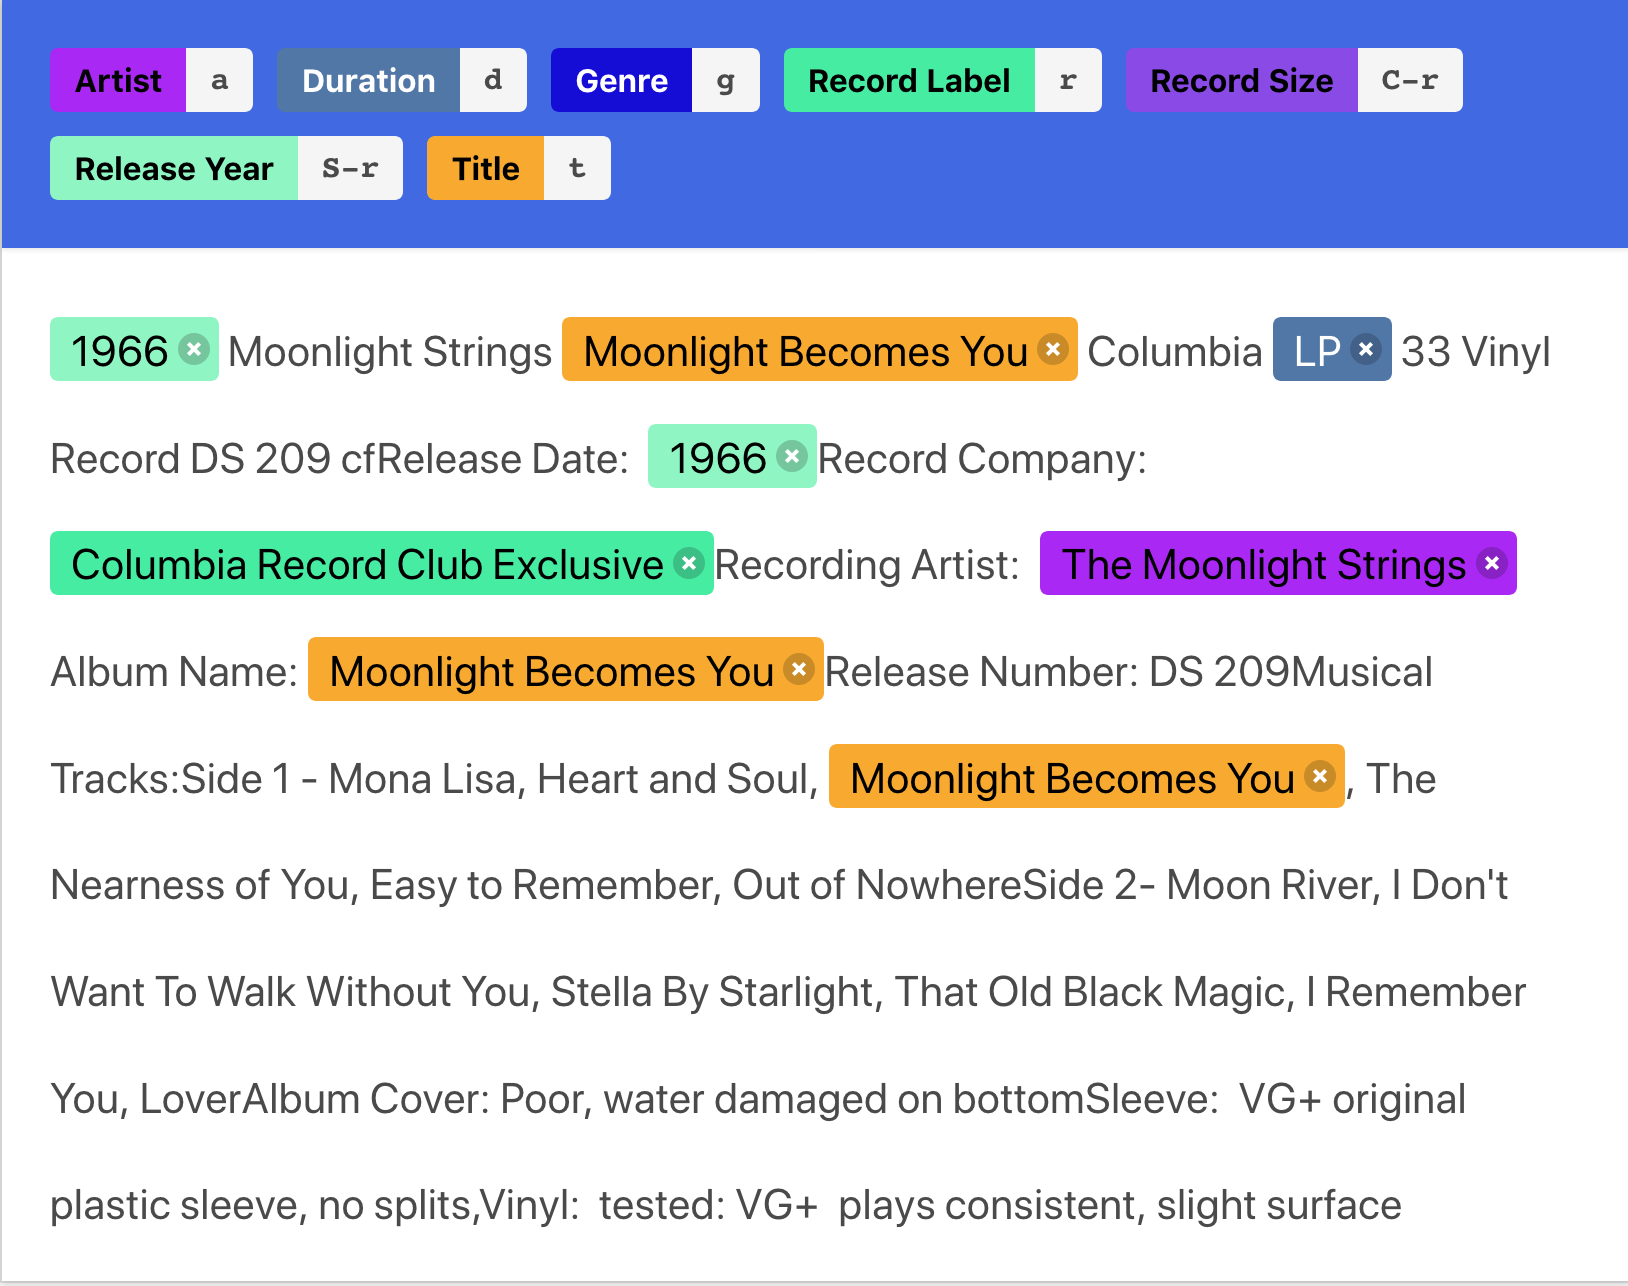 Artist a Duration d Genre g Record Label r Record Size C-r
Release Year S-r Title t
1966 × Moonlight Strings Moonlight Becomes You × Columbia LP × 33 Vinyl
Record DS 209 cfRelease Date: 1966 ×Record Company:
Columbia Record Club Exclusive ×Recording Artist: The Moonlight Strings ×
Album Name: Moonlight Becomes You ×Release Number: DS 209Musical
Tracks:Side 1 - Mona Lisa, Heart and Soul, Moonlight Becomes You ×, The
Nearness of You, Easy to Remember, Out of NowhereSide 2- Moon River, I Don't
Want To Walk Without You, Stella By Starlight, That Old Black Magic, I Remember
You, LoverAlbum Cover: Poor, water damaged on bottomSleeve: VG+ original
plastic sleeve, no splits,Vinyl: tested: VG+ plays consistent, slight surface